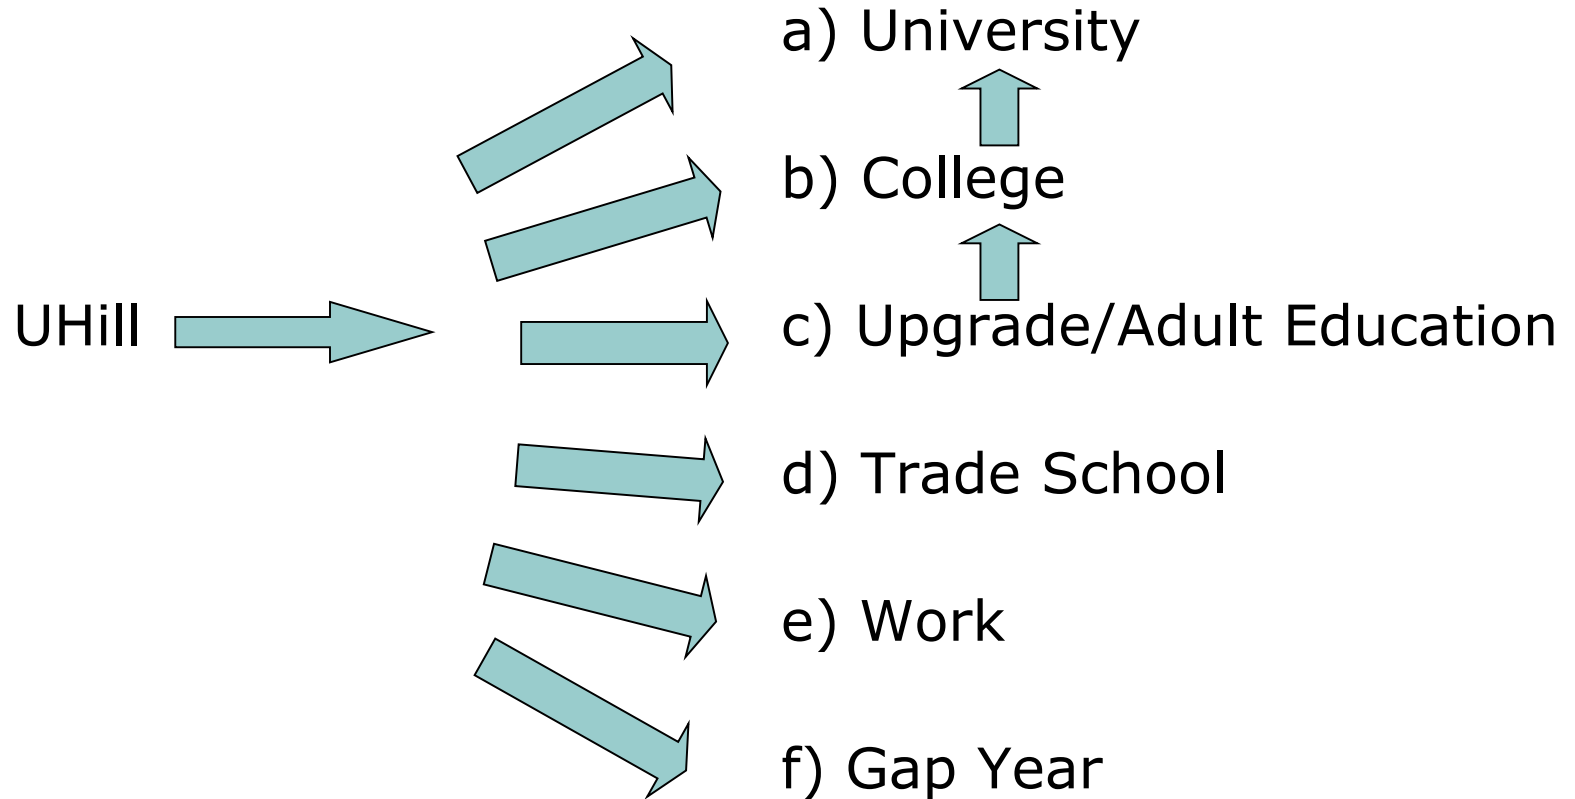 a) University
b) College
UHill
c) Upgrade/Adult Education
d) Trade School
e) Work
f) Gap Year